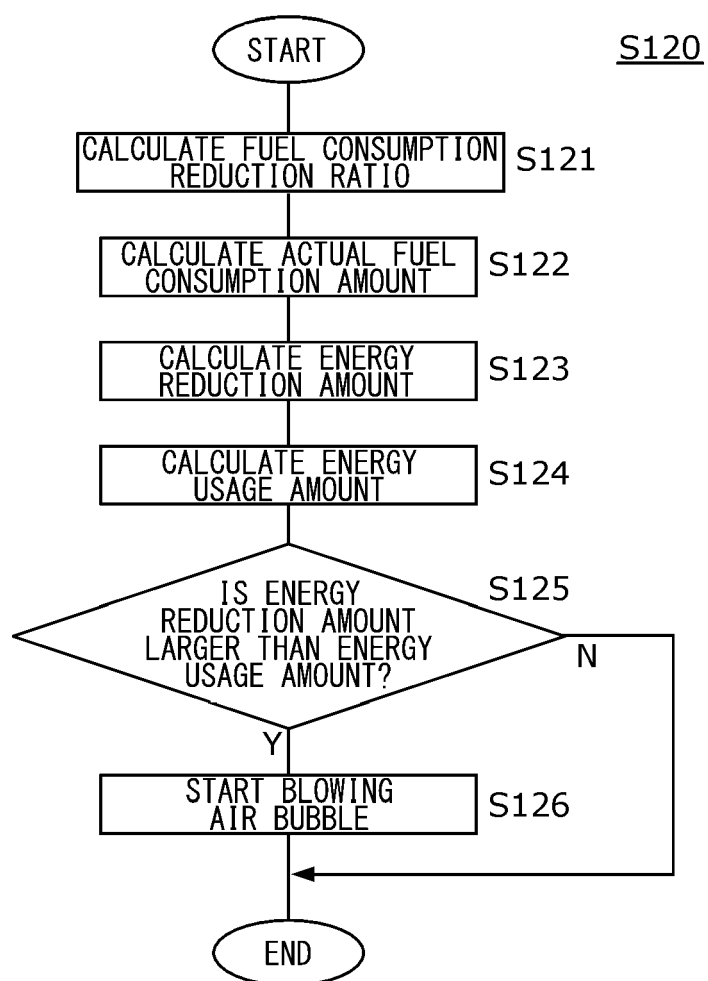 START
S120
CALCULATE FUEL CONSUMPTION
REDUCTION RATIO
S121
CALCULATE ACTUAL FUEL
CONSUMPTION AMOUNT
S122
CALCULATE ENERGY
REDUCTION AMOUNT
S123
CALCULATE ENERGY
USAGE AMOUNT
S124
IS ENERGY
REDUCTION AMOUNT
LARGER THAN ENERGY
USAGE AMOUNT?
S125
N
Y
START BLOWING
AIR BUBBLE
S126
END